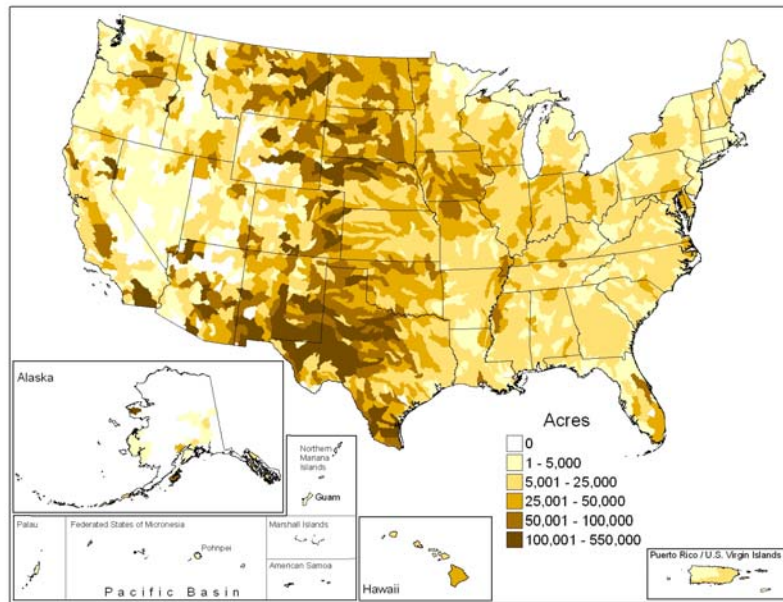 Alaska
Northern
Mariana
Islands
Guam
Palau
Federated States of Micronesia
Pohnpei
Marshall Islands
American Samoa
Pacific Basin
Hawaii
Acres
0
1 - 5,000
5,001 - 25,000
25,001 - 50,000
50,001 - 100,000
100,001 - 550,000
Puerto Rico / U.S. Virgin Islands